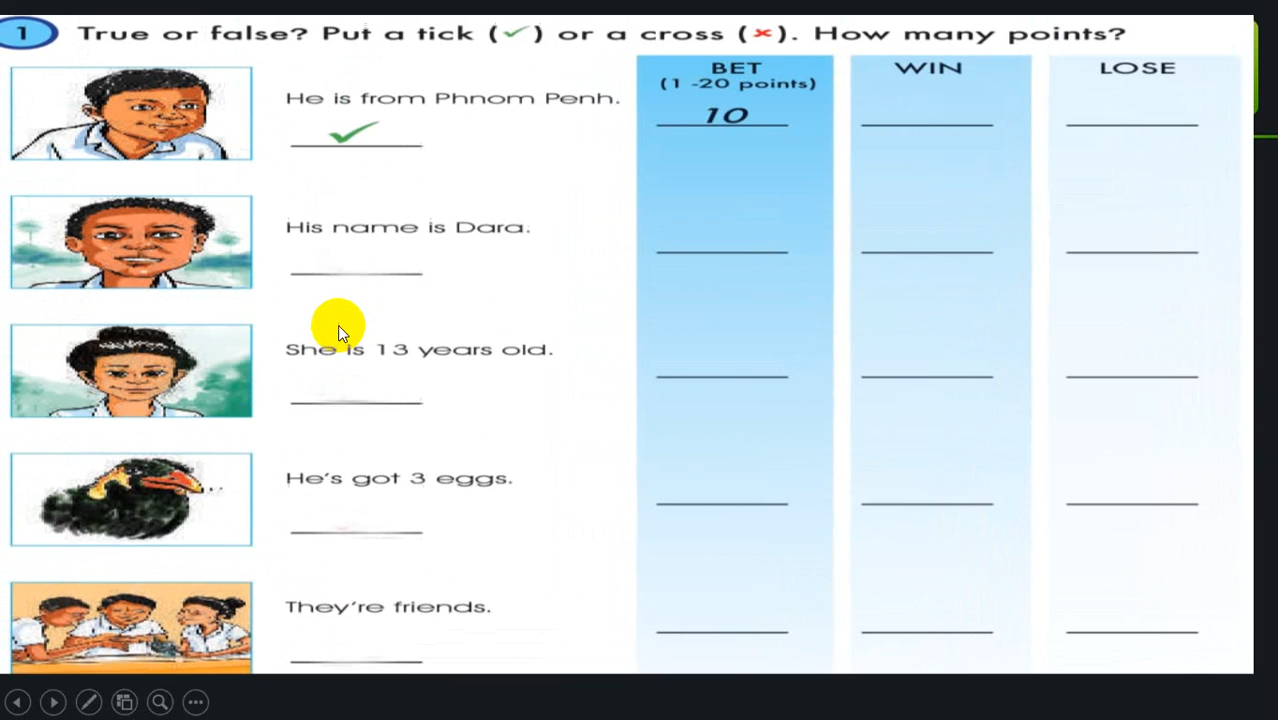 1 True or false? Put a tick (✓) or a cross (✗). How many points?
BET WIN LOSE
(1 -20 points)
He is from Phnom Penh.
10
✓
His name is Dara.
She is 13 years old.
He's got 3 eggs.
They're friends.